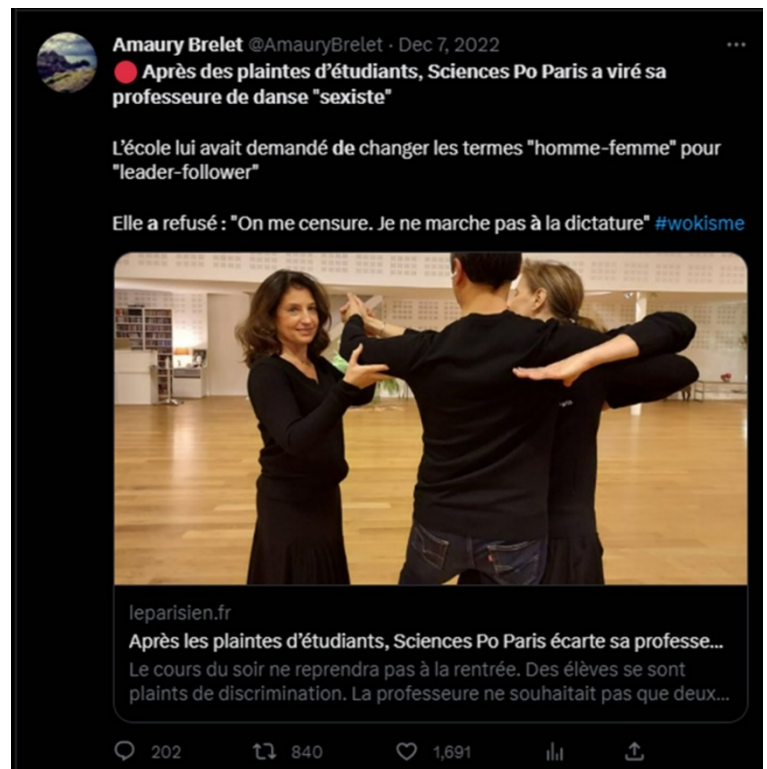 Amaury Brelet @AmauryBrelet · Dec 7, 2022
🔴 Après des plaintes d’étudiants, Sciences Po Paris a viré sa
professeure de danse "sexiste"
L’école lui avait demandé de changer les termes "homme-femme" pour
"leader-follower"
Elle a refusé : "On me censure. Je ne marche pas à la dictature" #wokisme
leparisien.fr
Après les plaintes d’étudiants, Sciences Po Paris écarte sa professe...
Le cours du soir ne reprendra pas à la rentrée. Des élèves se sont
plaints de discrimination. La professeure ne souhaitait pas que deux...
202 840 1,691